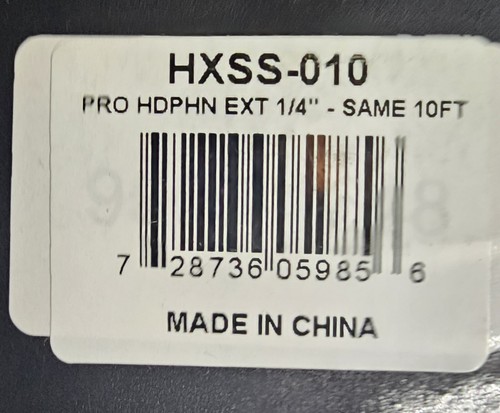 HXSS-010
PRO HDPHN EXT 1/4" - SAME 10FT
7 28736 05985 6
MADE IN CHINA